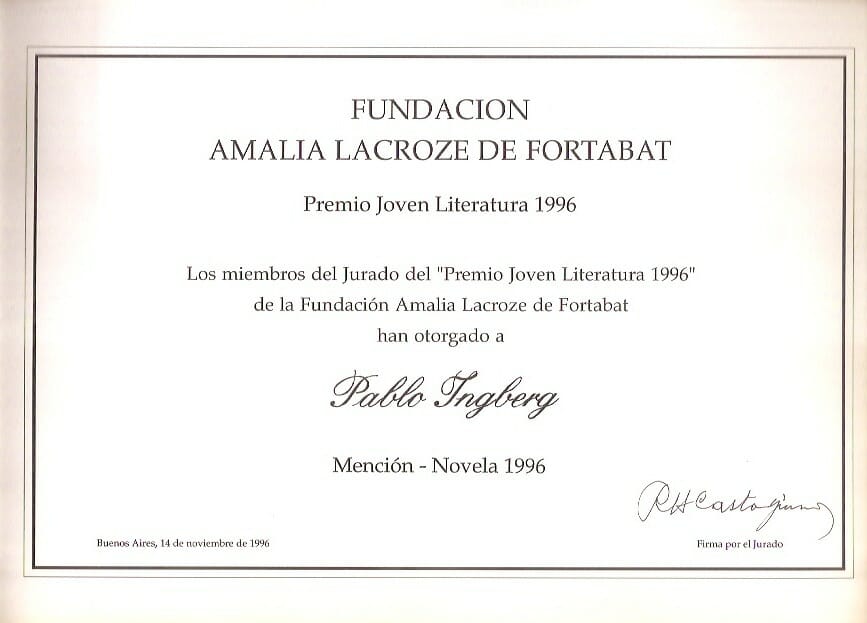 FUNDACION
AMALIA LACROZE DE FORTABAT
Premio Joven Literatura 1996
Los miembros del Jurado del "Premio Joven Literatura 1996"
de la Fundación Amalia Lacroze de Fortabat
han otorgado a
Pablo Ingberg
Mención - Novela 1996
Buenos Aires, 14 de noviembre de 1996
Firma por el Jurado